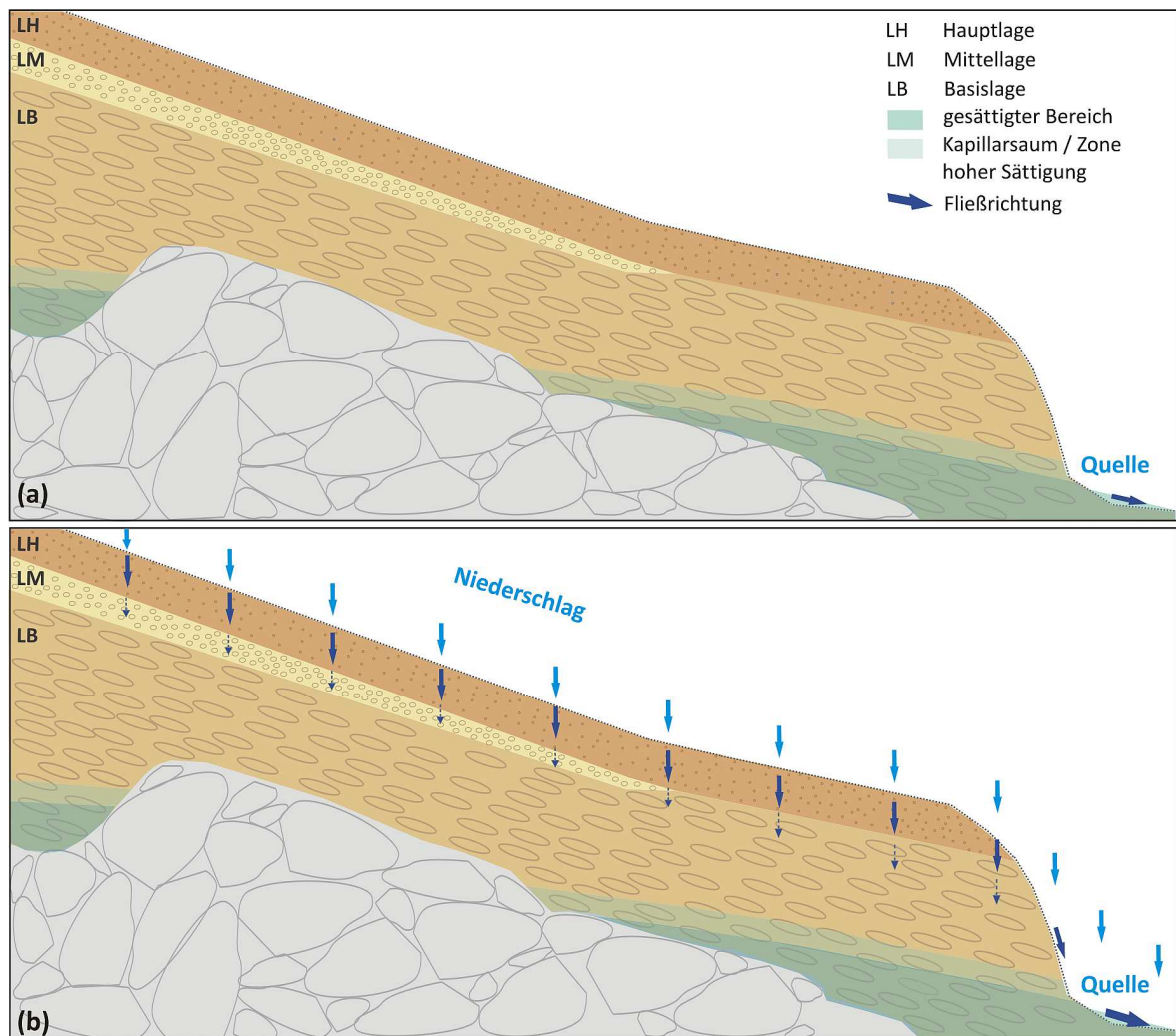 LH
LM
LB
LH Hauptlage
LM Mittellage
LB Basislage
gesättigter Bereich
Kapillarsaum / Zone
hoher Sättigung
Fließrichtung
Quelle
(a)
LH
LM
LB
Niederschlag
Quelle
(b)